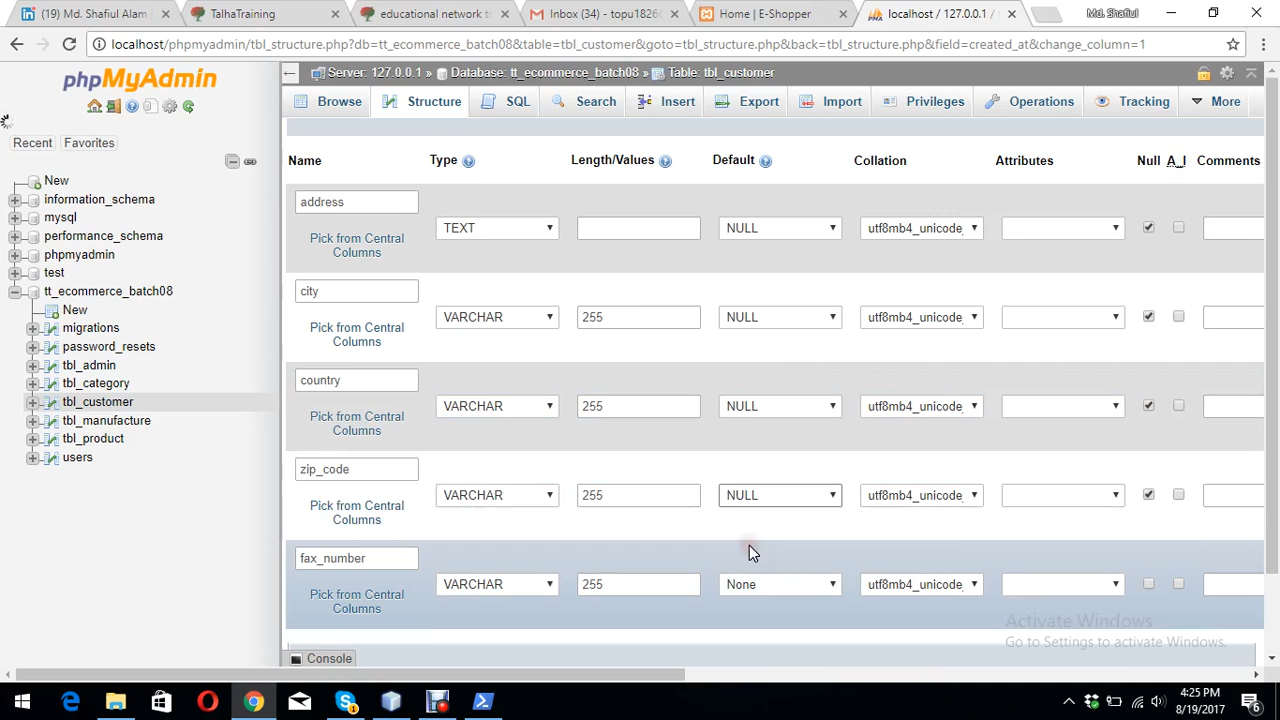 (19) Md. Shafiul Alam
TalhaTraining
educational network t
Inbox (34) - topu1826
Home | E-Shopper
localhost / 127.0.0.1 /
Md. Shafiul
localhost/phpmyadmin/tbl_structure.php?db=tt_ecommerce_batch08&table=tbl_customer&goto=tbl_structure.php&back=tbl_structure.php&field=created_at&change_column=1
phpMyAdmin
Server: 127.0.0.1 » Database: tt_ecommerce_batch08 » Table: tbl_customer
Browse Structure SQL Search Insert Export Import Privileges Operations Tracking More
Recent Favorites
New
information_schema
mysql
performance_schema
phpmyadmin
test
tt_ecommerce_batch08
New
migrations
password_resets
tbl_admin
tbl_category
tbl_customer
tbl_manufacture
tbl_product
users
Name Type Length/Values Default Collation Attributes Null A_I Comments
address
TEXT NULL utf8mb4_unicode_
Pick from Central
Columns
city
VARCHAR 255 NULL utf8mb4_unicode_
Pick from Central
Columns
country
VARCHAR 255 NULL utf8mb4_unicode_
Pick from Central
Columns
zip_code
VARCHAR 255 NULL utf8mb4_unicode_
Pick from Central
Columns
fax_number
VARCHAR 255 None utf8mb4_unicode_
Pick from Central
Columns
Activate Windows
Go to Settings to activate Windows.
Console
4:25 PM
8/19/2017